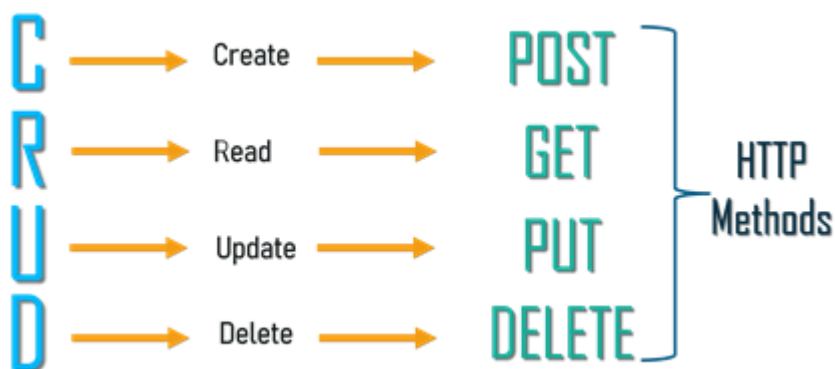 C Create POST
R Read GET
U Update PUT
D Delete DELETE
HTTP
Methods